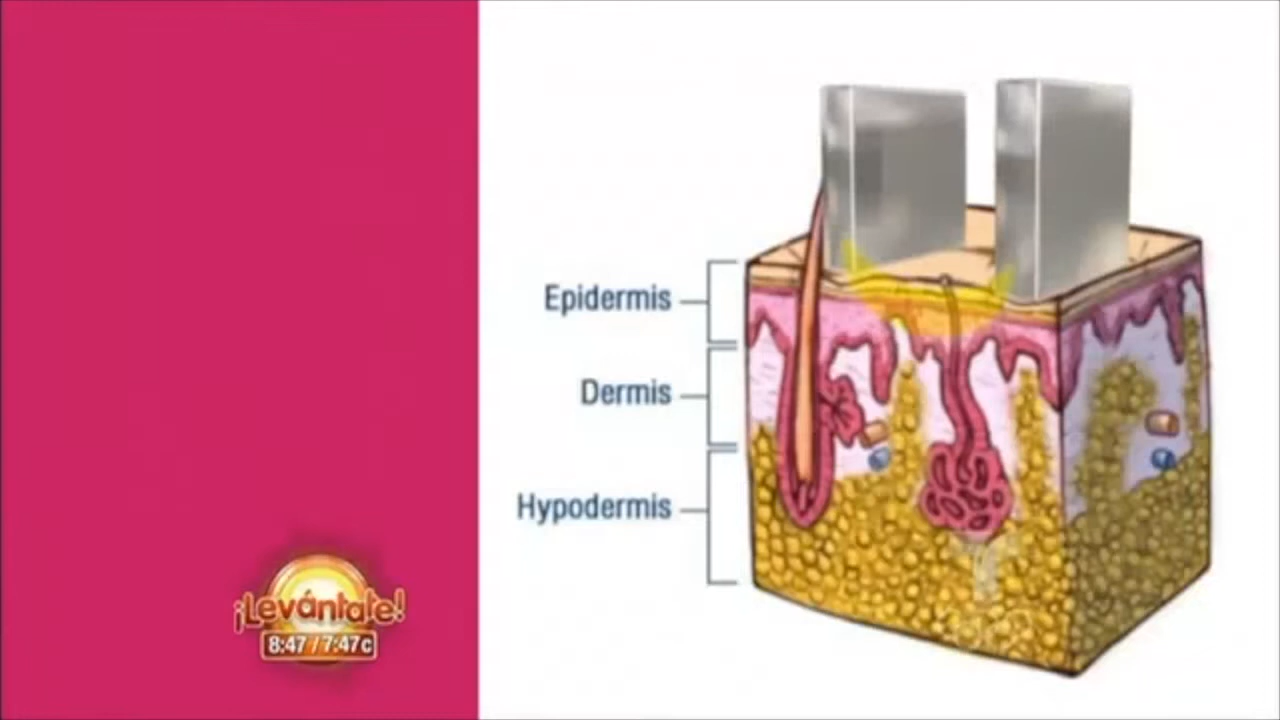 Epidermis
Dermis
Hypodermis
¡Levántate!
8:47 / 7:47c